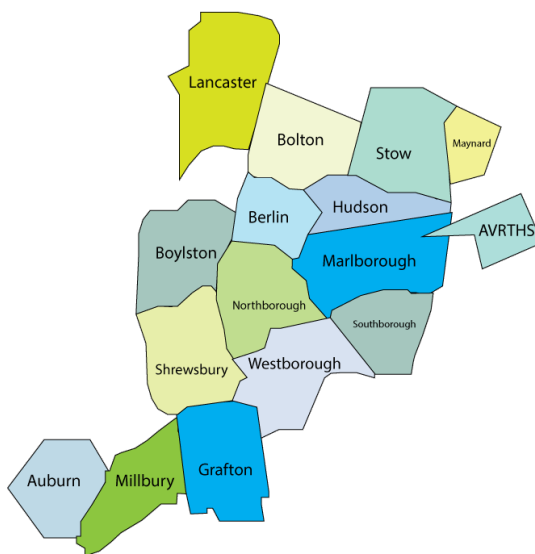 Lancaster
Bolton
Stow
Maynard
Berlin
Hudson
AVRTHS
Boylston
Marlborough
Northborough
Southborough
Shrewsbury
Westborough
Auburn
Millbury
Grafton